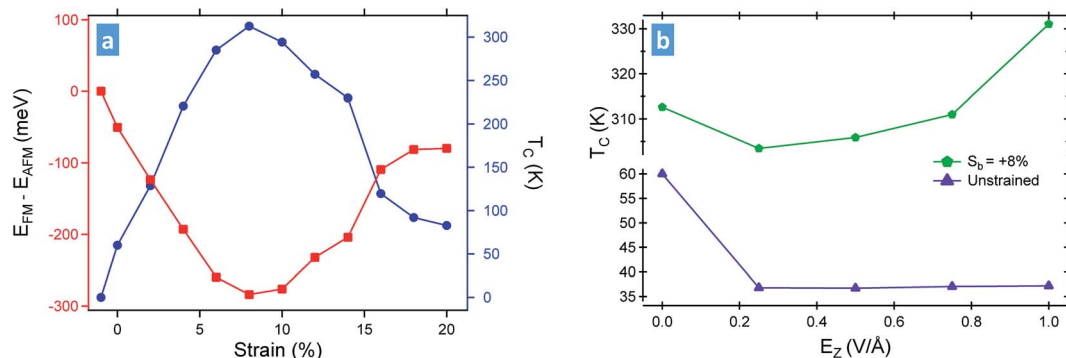 a
100
0
-100
-200
-300
E_FM - E_AFM (meV)
0 5 10 15 20
Strain (%)
300
250
200
150
100
50
0
T_C (K)
b
330
320
310
60
55
50
45
40
35
T_C (K)
S_b = +8%
Unstrained
0.0 0.2 0.4 0.6 0.8 1.0
E_Z (V/Å)